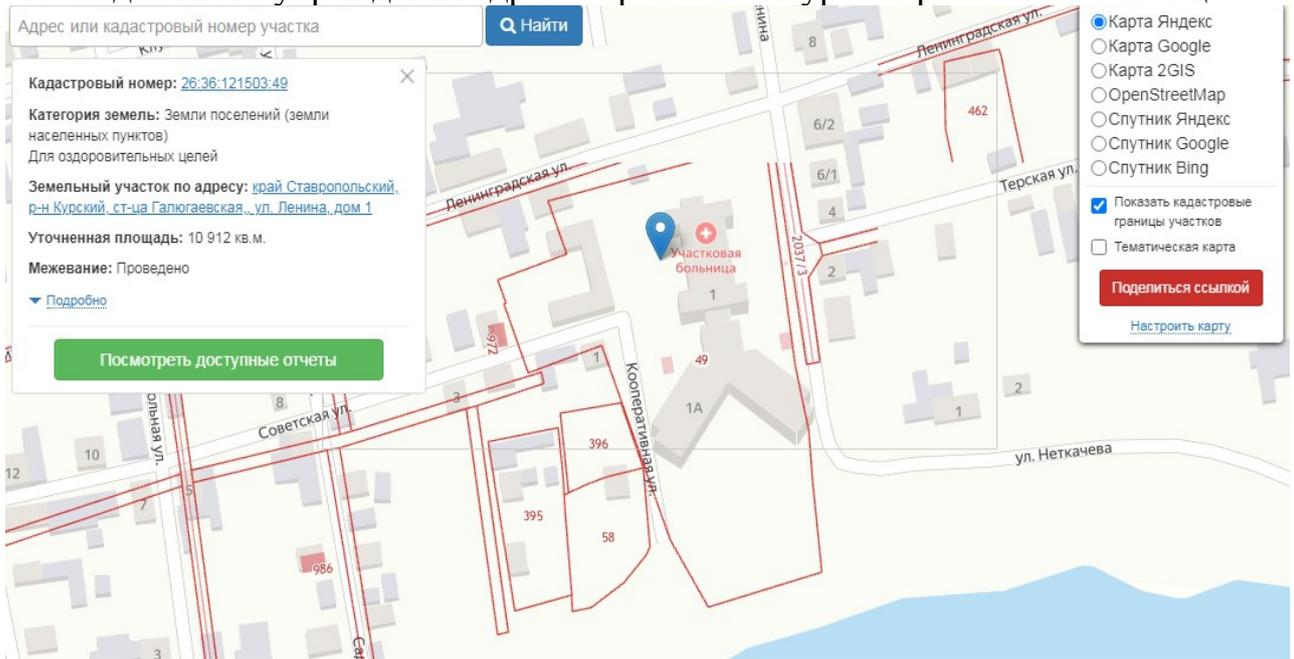 Адрес или кадастровый номер участка
Найти
Кадастровый номер: 26:36:121503:49
Категория земель: Земли поселений (земли
населенных пунктов)
Для оздоровительных целей
Земельный участок по адресу: край Ставропольский,
р-н Курский, ст-ца Галюгаевская,, ул. Ленина, дом 1
Уточненная площадь: 10 912 кв.м.
Межевание: Проведено
Подробно
Посмотреть доступные отчеты
Карта Яндекс
Карта Google
Карта 2GIS
OpenStreetMap
Спутник Яндекс
Спутник Google
Спутник Bing
Показать кадастровые
границы участков
Тематическая карта
Поделиться ссылкой
Настроить карту
Ленинградская ул.
8
462
6/2
6/1
Терская ул.
4
2
2037/3
Ленинградская ул.
Участковая
больница
1
49
1А
972
1
Кооперативная ул.
3
8
Советская ул.
10
12
7
5
396
395
58
986
3
2
1
ул. Неткачева